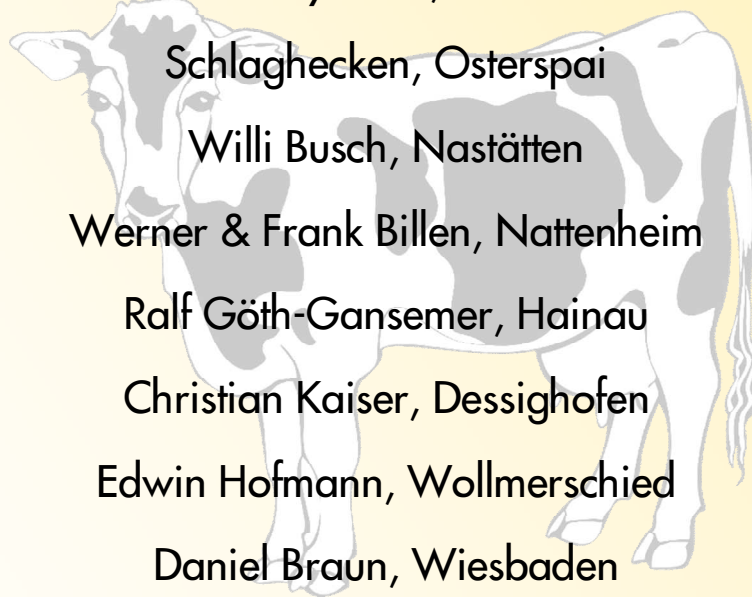 Schlaghecken, Osterspai
Willi Busch, Nastätten
Werner & Frank Billen, Nattenheim
Ralf Göth-Gansemer, Hainau
Christian Kaiser, Dessighofen
Edwin Hofmann, Wollmerschied
Daniel Braun, Wiesbaden